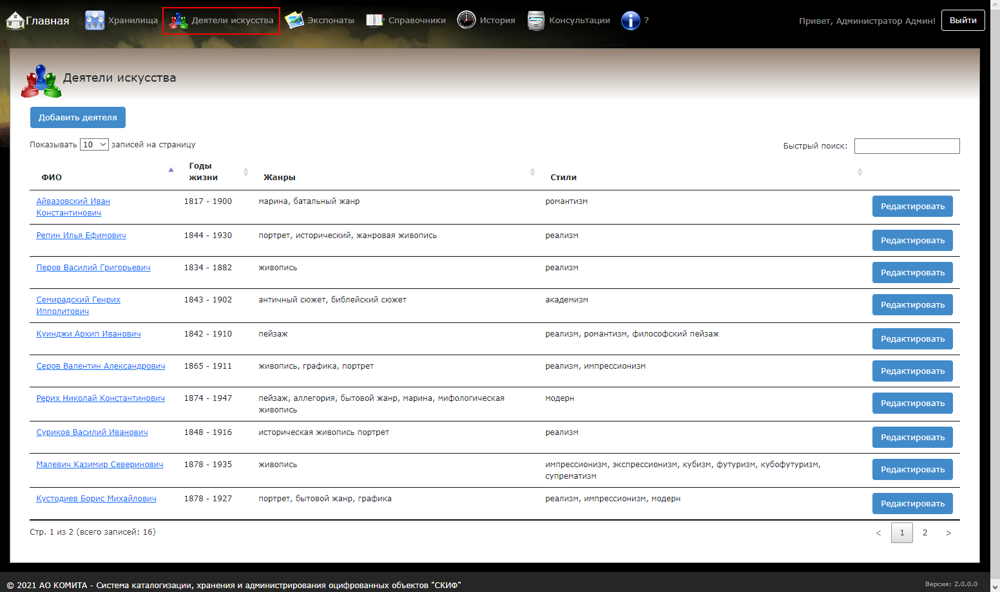 Главная Хранилища Деятели искусства Экспонаты Справочники История Консультации ? Привет, Администратор Админ! Выйти
Деятели искусства
Добавить деятеля
Показывать 10 записей на страницу Быстрый поиск:
ФИО Годы жизни Жанры Стили
Айвазовский Иван 1817 - 1900 марина, батальный жанр романтизм Редактировать
Константинович
Репин Илья Ефимович 1844 - 1930 портрет, исторический, жанровая живопись реализм Редактировать
Перов Василий Григорьевич 1834 - 1882 живопись реализм Редактировать
Семирадский Генрих 1843 - 1902 античный сюжет, библейский сюжет академизм Редактировать
Ипполитович
Куинджи Архип Иванович 1842 - 1910 пейзаж реализм, романтизм, философский пейзаж Редактировать
Серов Валентин Александрович 1865 - 1911 живопись, графика, портрет реализм, импрессионизм Редактировать
Рерих Николай Константинович 1874 - 1947 пейзаж, аллегория, бытовой жанр, марина, мифологическая модерн Редактировать
живопись
Суриков Василий Иванович 1848 - 1916 историческая живопись портрет реализм Редактировать
Малевич Казимир Северинович 1878 - 1935 живопись импрессионизм, экспрессионизм, кубизм, футуризм, кубофутуризм, Редактировать
супрематизм
Кустодиев Борис Михайлович 1878 - 1927 портрет, бытовой жанр, графика реализм, импрессионизм, модерн Редактировать
Стр. 1 из 2 (всего записей: 16) < 1 2 >
© 2021 АО КОМИТА - Система каталогизации, хранения и администрирования оцифрованных объектов "СКИФ" Версия: 2.0.0.0